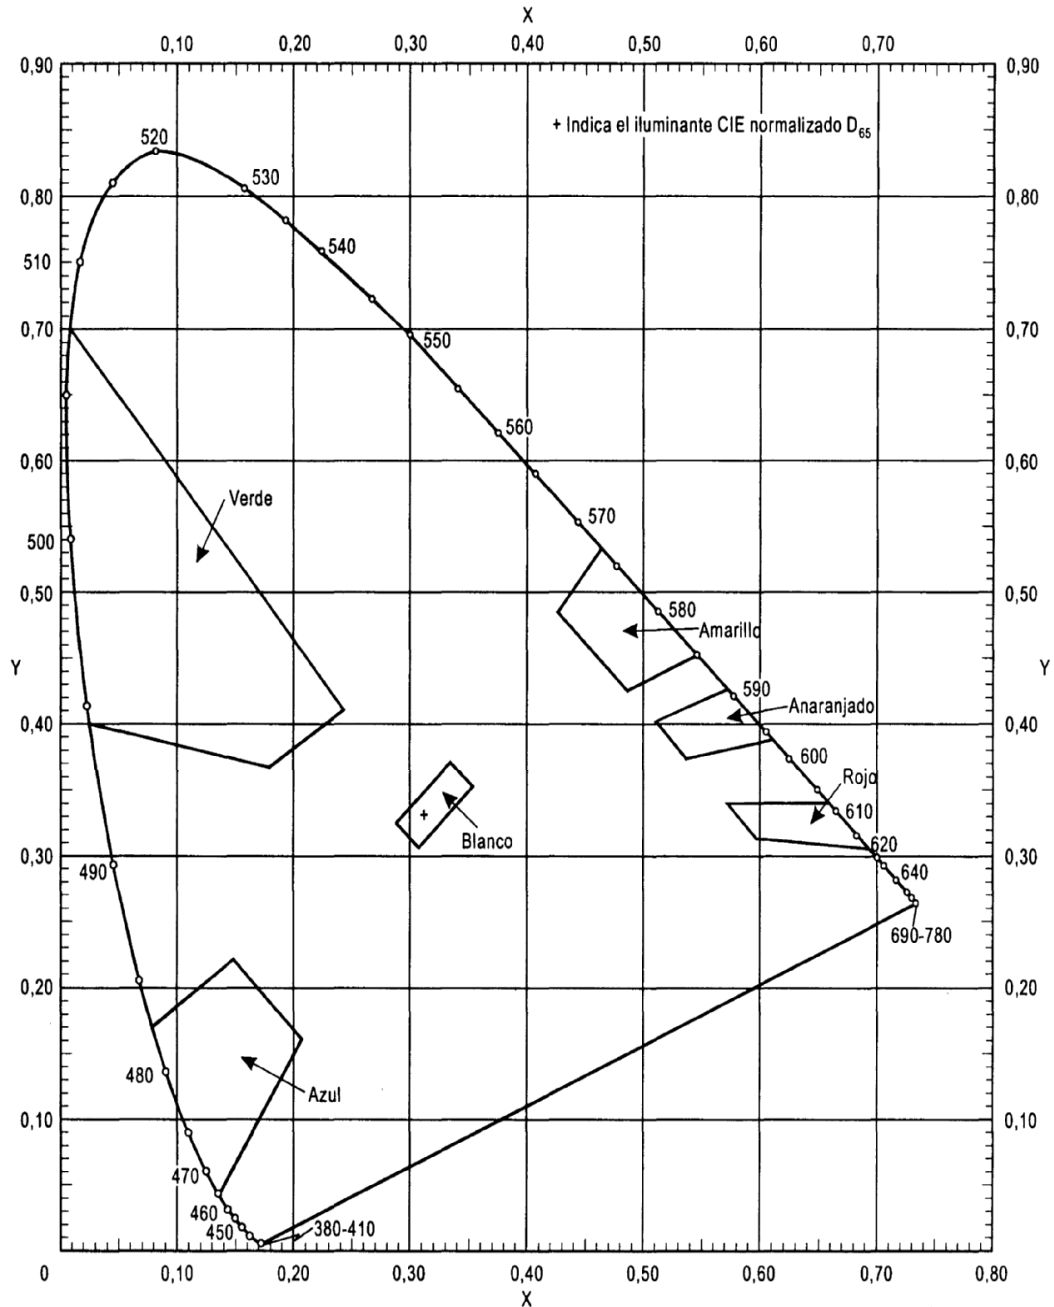 X
0,10 0,20 0,30 0,40 0,50 0,60 0,70
0,90 0,90
+ Indica el iluminante CIE normalizado D65
520
530
0,80 0,80
540
510
0,70 0,70
550
560
0,60 0,60
Verde
570
500
0,50 0,50
580
Amarillo
Y Y
590
Anaranjado
0,40 0,40
600
Rojo
610
Blanco
620
0,30 0,30
490
640
690-780
0,20 0,20
480
Azul
0,10 0,10
470
460
450
380-410
0 0,10 0,20 0,30 0,40 0,50 0,60 0,70 0,80
X